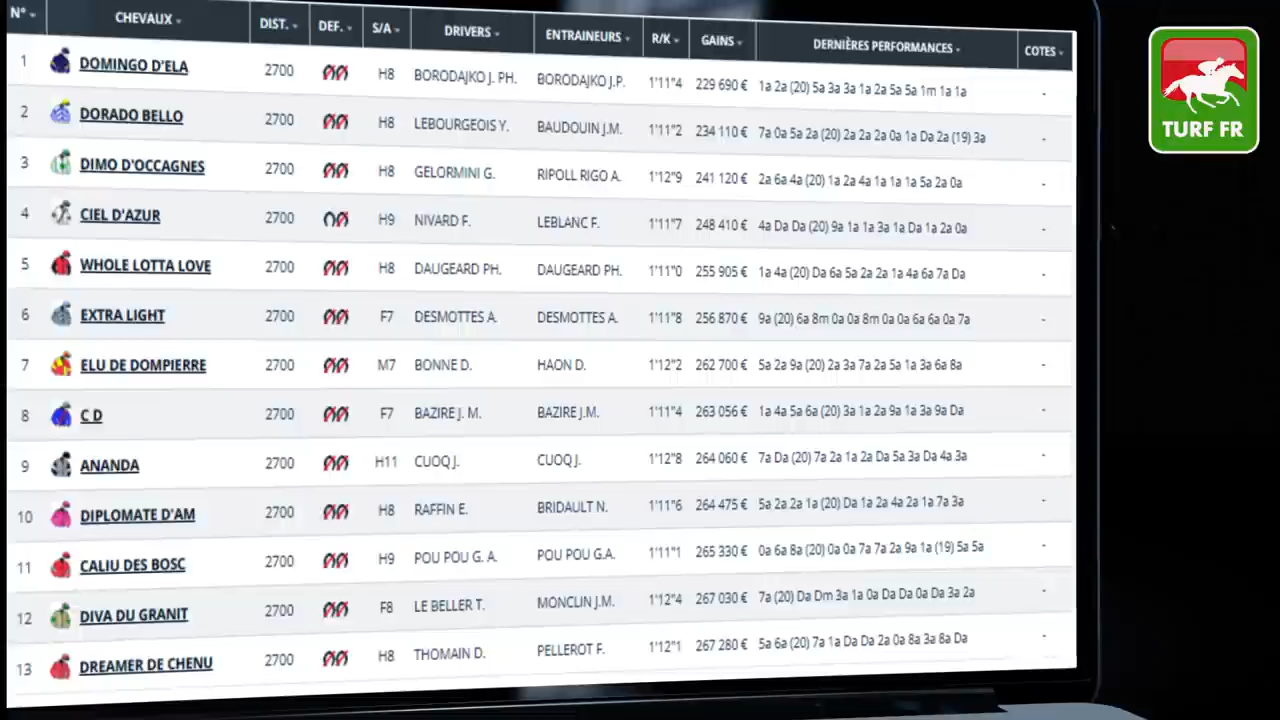 N° CHEVAUX DIST. DEF. S/A DRIVERS ENTRAINEURS R/K GAINS DERNIÈRES PERFORMANCES COTES
1 DOMINGO D'ELA 2700 H8 BORODAJKO J. PH. BORODAJKO J.P. 1'11"4 229 690 € 1a 2a (20) 5a 3a 3a 1a 2a 5a 5a 1m 1a 1a -
2 DORADO BELLO 2700 H8 LEBOURGEOIS Y. BAUDOUIN J.M. 1'11"2 234 110 € 7a 0a 5a 2a (20) 2a 2a 2a 0a 1a Da 2a (19) 3a -
3 DIMO D'OCCAGNES 2700 H8 GELORMINI G. RIPOLL RIGO A. 1'12"9 241 120 € 2a 6a 4a (20) 1a 2a 4a 1a 1a 1a 5a 2a 0a -
4 CIEL D'AZUR 2700 H9 NIVARD F. LEBLANC F. 1'11"7 248 410 € 4a Da Da (20) 9a 1a 1a 3a 1a Da 1a 2a 0a -
5 WHOLE LOTTA LOVE 2700 H8 DAUGEARD PH. DAUGEARD PH. 1'11"0 255 905 € 1a 4a (20) Da 6a 5a 2a 2a 1a 4a 6a 7a Da -
6 EXTRA LIGHT 2700 F7 DESMOTTES A. DESMOTTES A. 1'11"8 256 870 € 9a (20) 6a 8m 0a 0a 8m 0a 0a 6a 6a 0a 7a -
7 ELU DE DOMPIERRE 2700 M7 BONNE D. HAON D. 1'12"2 262 700 € 5a 2a 9a (20) 2a 3a 7a 2a 5a 1a 3a 6a 8a -
8 C D 2700 F7 BAZIRE J. M. BAZIRE J.M. 1'11"4 263 056 € 1a 4a 5a 6a (20) 3a 1a 2a 9a 1a 3a 9a Da -
9 ANANDA 2700 H11 CUOQ J. CUOQ J. 1'12"8 264 060 € 7a Da (20) 7a 2a 1a 2a Da 5a 3a Da 4a 3a -
10 DIPLOMATE D'AM 2700 H8 RAFFIN E. BRIDAULT N. 1'11"6 264 475 € 5a 2a 2a 1a (20) Da 1a 2a 4a 2a 1a 7a 3a -
11 CALIU DES BOSC 2700 H9 POU POU G. A. POU POU G.A. 1'11"1 265 330 € 0a 6a 8a (20) 0a 0a 7a 7a 2a 9a 1a (19) 5a 5a -
12 DIVA DU GRANIT 2700 F8 LE BELLER T. MONCLIN J.M. 1'12"4 267 030 € 7a (20) Da Dm 3a 1a 0a Da Da 0a Da 3a 2a -
13 DREAMER DE CHENU 2700 H8 THOMAIN D. PELLEROT F. 1'12"1 267 280 € 5a 6a (20) 7a 1a Da Da 2a 0a 8a 3a 8a Da -
TURF FR